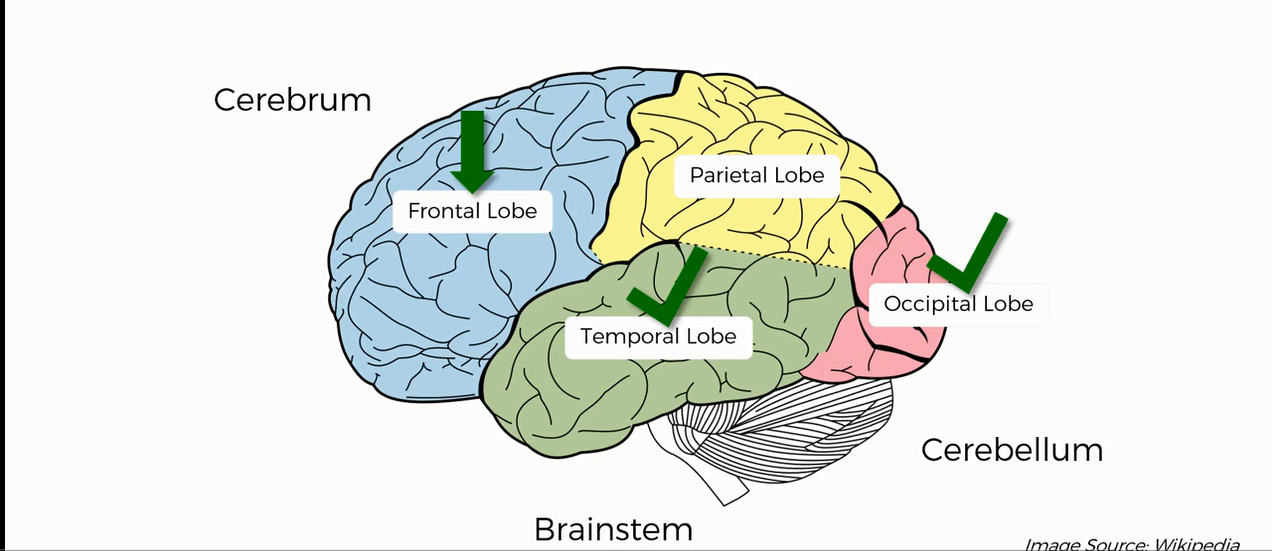 Cerebrum
Parietal Lobe
Frontal Lobe
Occipital Lobe
Temporal Lobe
Cerebellum
Brainstem
Image Source: Wikipedia